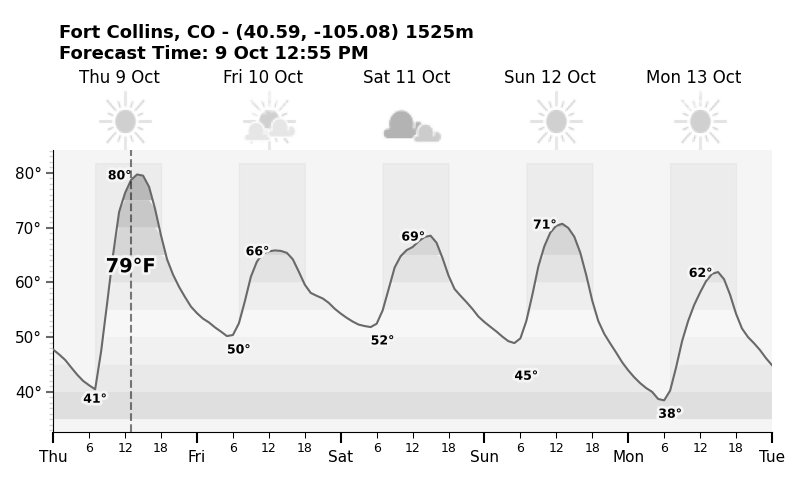 Fort Collins, CO - (40.59, -105.08) 1525m
Forecast Time: 9 Oct 12:55 PM
Thu 9 Oct Fri 10 Oct Sat 11 Oct Sun 12 Oct Mon 13 Oct
80°
80°
70°
66° 69° 71°
79°F
62°
60°
50°
50° 52°
45°
40°
41° 38°
6 12 18 6 12 18 6 12 18 6 12 18 6 12 18
Thu Fri Sat Sun Mon Tue